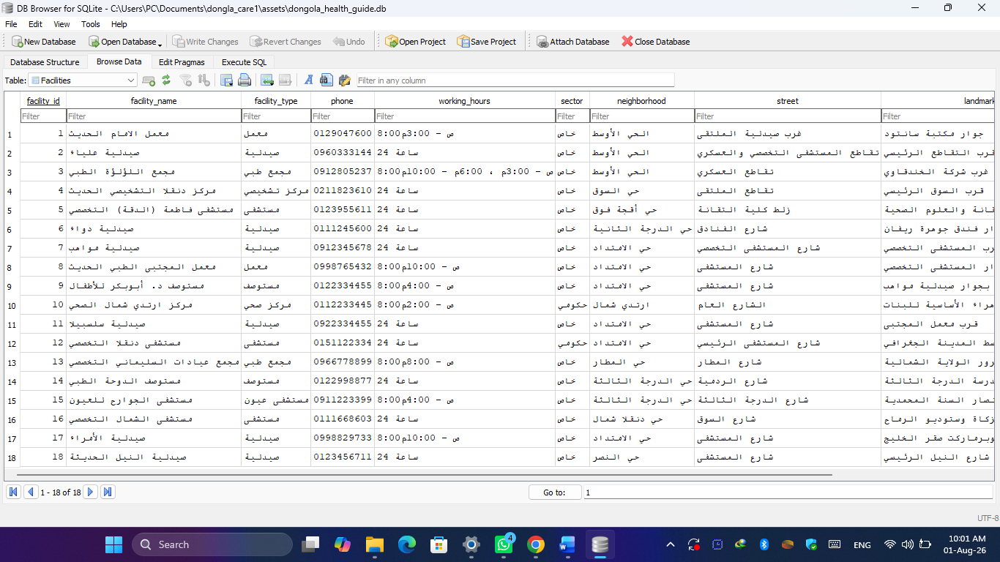 DB Browser for SQLite - C:\Users\PC\Documents\dongla_care1\assets\dongola_health_guide.db
File Edit View Tools Help
New Database Open Database Write Changes Revert Changes Undo Open Project Save Project Attach Database Close Database
Database Structure Browse Data Edit Pragmas Execute SQL
Table: Facilities Filter in any column
facility_id facility_name facility_type phone working_hours sector neighborhood street landmark
Filter Filter Filter Filter Filter Filter Filter Filter Filter
1 1 معمل الامام الحديث معمل 0129047600 8:00ص - 3:00م خاص الحي الأوسط غرب صيدلية الملتقى جوار مكتبة سانتود
2 2 صيدلية علياء صيدلية 0960333144 24 ساعة خاص الحي الأوسط تقاطع المستشفى التخصصي والعسكري قرب التقاطع الرئيسي
3 3 مجمع اللؤلؤة الطبي مجمع طبي 0912805237 8:00ص - 3:00م ، 6:00م - 10:00م خاص الحي الأوسط تقاطع العسكري غرب شركة الخندقاوي
4 4 مركز دنقلا التشخيصي الحديث مركز تشخيصي 0211823610 24 ساعة خاص حي السوق تقاطع الملتقى قرب السوق الرئيسي
5 5 مستشفى فاطمة (الدقة) التخصصي مستشفى 0123955611 24 ساعة خاص حي أقجة فوق زلط كلية التقانة والعلوم الصحية
6 6 صيدلية دواء صيدلية 0111245600 24 ساعة خاص حي الدرجة الثانية شارع الفنادق فندق جوهرة ريفان
7 7 صيدلية مواهب صيدلية 0912345678 24 ساعة خاص حي الامتداد شارع المستشفى التخصصي المستشفى التخصصي
8 8 معمل المجتبى الطبي الحديث معمل 0998765432 8:00ص - 10:00م خاص حي الامتداد شارع المستشفى المستشفى التخصصي
9 9 مستوصف د. أبوبكر للأطفال مستوصف 0122334455 8:00ص - 4:00م خاص حي الامتداد شارع المستشفى بجوار صيدلية مواهب
10 10 مركز ارتدي شمال الصحي مركز صحي 0112233445 8:00ص - 2:00م حكومي ارتدي شمال الشارع العام الأساسية للبنات
11 11 صيدلية سلسبيلا صيدلية 0922334455 24 ساعة خاص حي الامتداد شارع المستشفى قرب معمل المجتبى
12 12 مستشفى دنقلا التخصصي مستشفى 0151122334 24 ساعة حكومي حي الامتداد شارع المستشفى الرئيسي المدينة الجغرافي
13 13 مجمع عيادات السليماني التخصصي مجمع طبي 0966778899 8:00ص - 8:00م خاص حي المطار شارع المطار الولاية الشمالية
14 14 مستوصف الدوحة الطبي مستوصف 0122998877 24 ساعة خاص حي الدرجة الثالثة شارع الردمية الدرجة الثالثة
15 15 مستشفى الجوارح للعيون مستشفى عيون 0911223399 8:00ص - 4:00م خاص حي الدرجة الثالثة شارع الدرجة الثالثة السنة المحمدية
16 16 مستشفى الشمال التخصصي مستشفى 0111668603 24 ساعة خاص حي دنقلا شمال شارع السوق وستوديو الرماح
17 17 صيدلية الأمراء صيدلية 0998829733 8:00ص - 10:00م خاص حي الامتداد شارع المستشفى صقر الخليج
18 18 صيدلية النيل الحديثة صيدلية 0123456711 24 ساعة خاص حي النصر شارع المستشفى شارع النيل الرئيسي
1 - 18 of 18 Go to: 1
UTF-8
Search 4 ENG 10:01 AM
01-Aug-26